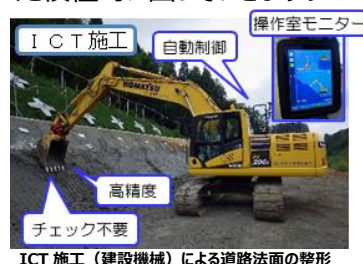 操作室モニター
ＩＣＴ施工
自動制御
KOMATSU
高精度
チェック不要
ICT 施工（建設機械）による道路法面の整形